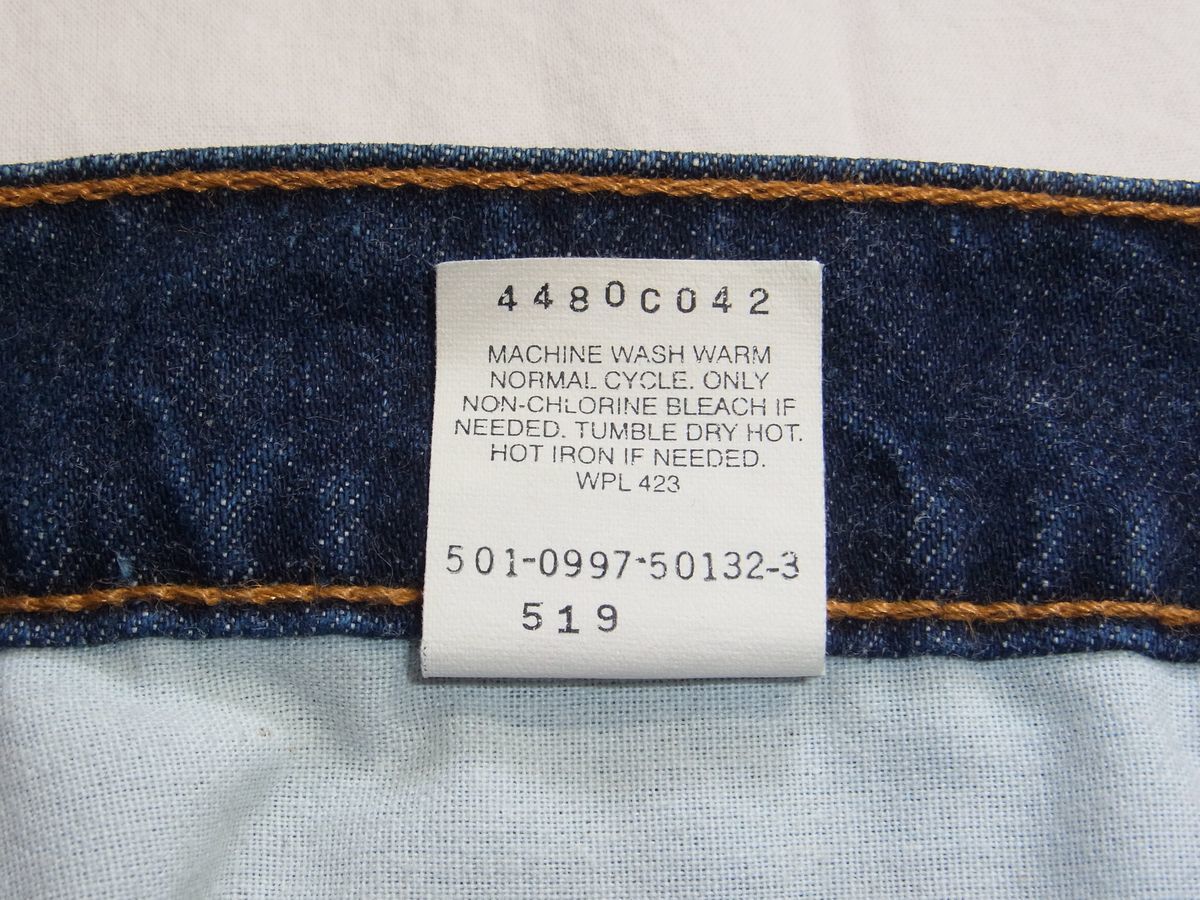 4480C042
MACHINE WASH WARM
NORMAL CYCLE. ONLY
NON-CHLORINE BLEACH IF
NEEDED. TUMBLE DRY HOT.
HOT IRON IF NEEDED.
WPL 423
501-0997-50132-3
519